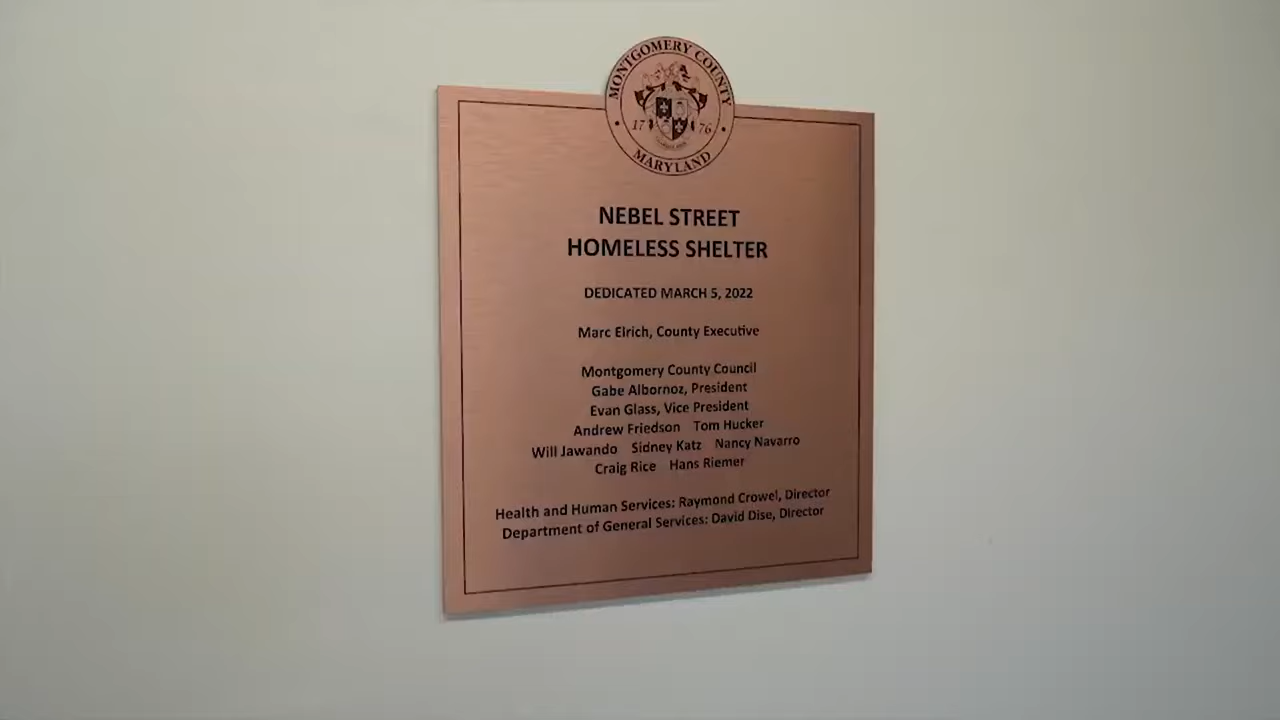 MONTGOMERY COUNTY
17 76
MARYLAND
NEBEL STREET
HOMELESS SHELTER
DEDICATED MARCH 5, 2022
Marc Elrich, County Executive
Montgomery County Council
Gabe Albornoz, President
Evan Glass, Vice President
Andrew Friedson Tom Hucker
Will Jawando Sidney Katz Nancy Navarro
Craig Rice Hans Riemer
Health and Human Services: Raymond Crowel, Director
Department of General Services: David Dise, Director